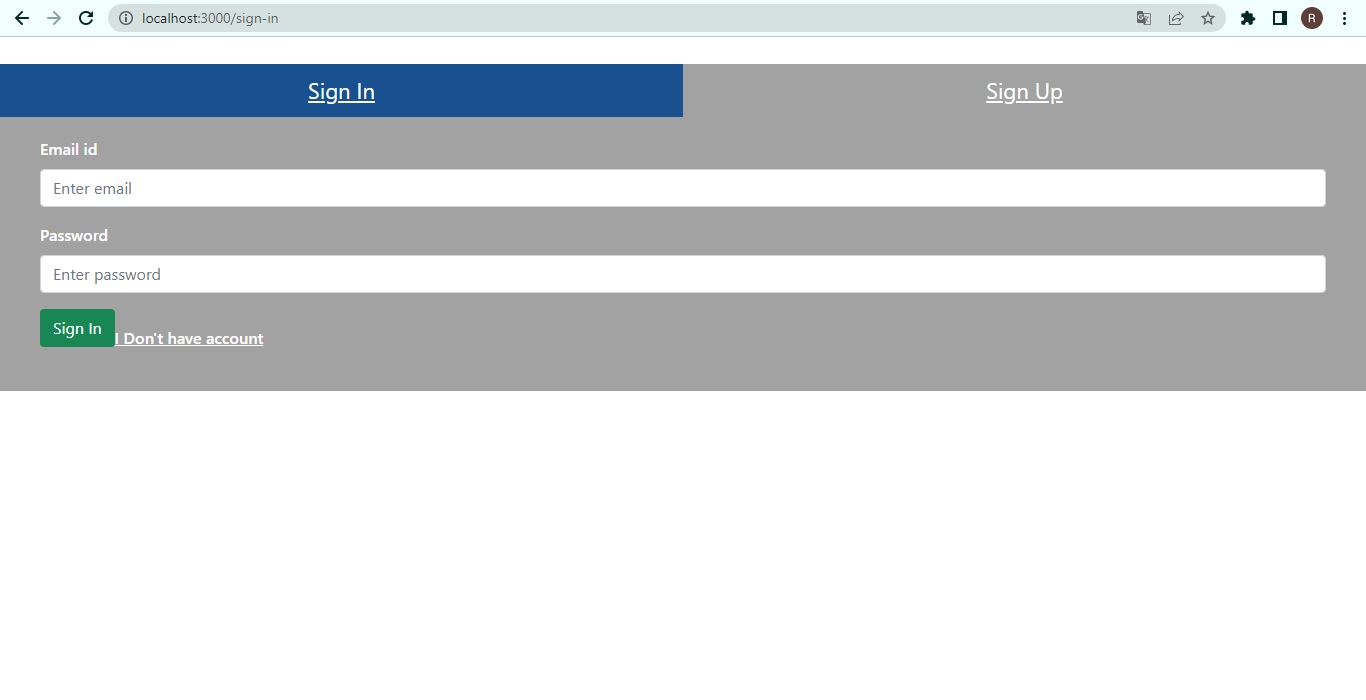 localhost:3000/sign-in
R
Sign In Sign Up
Email id
Enter email
Password
Enter password
Sign In I Don't have account